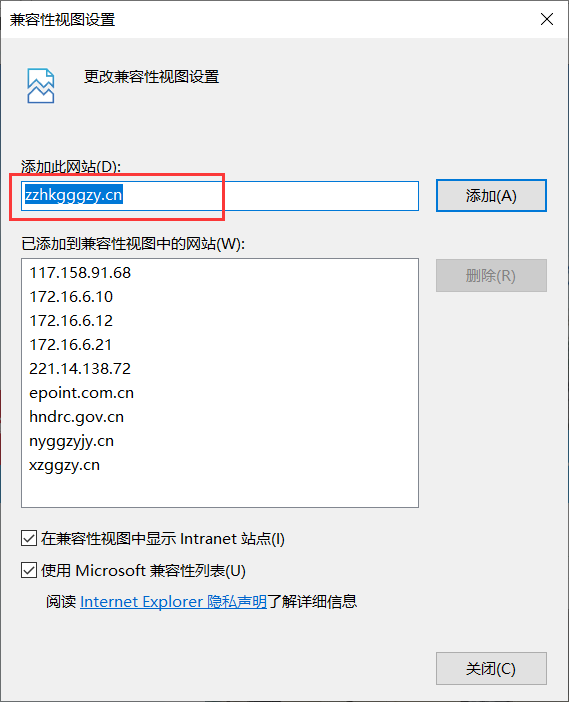 兼容性视图设置
更改兼容性视图设置
添加此网站(D):
zzhkgggzy.cn
添加(A)
已添加到兼容性视图中的网站(W):
117.158.91.68
172.16.6.10
172.16.6.12
172.16.6.21
221.14.138.72
epoint.com.cn
hndrc.gov.cn
nyggzyjy.cn
xzggzy.cn
删除(R)
在兼容性视图中显示 Intranet 站点(I)
使用 Microsoft 兼容性列表(U)
阅读 Internet Explorer 隐私声明了解详细信息
关闭(C)